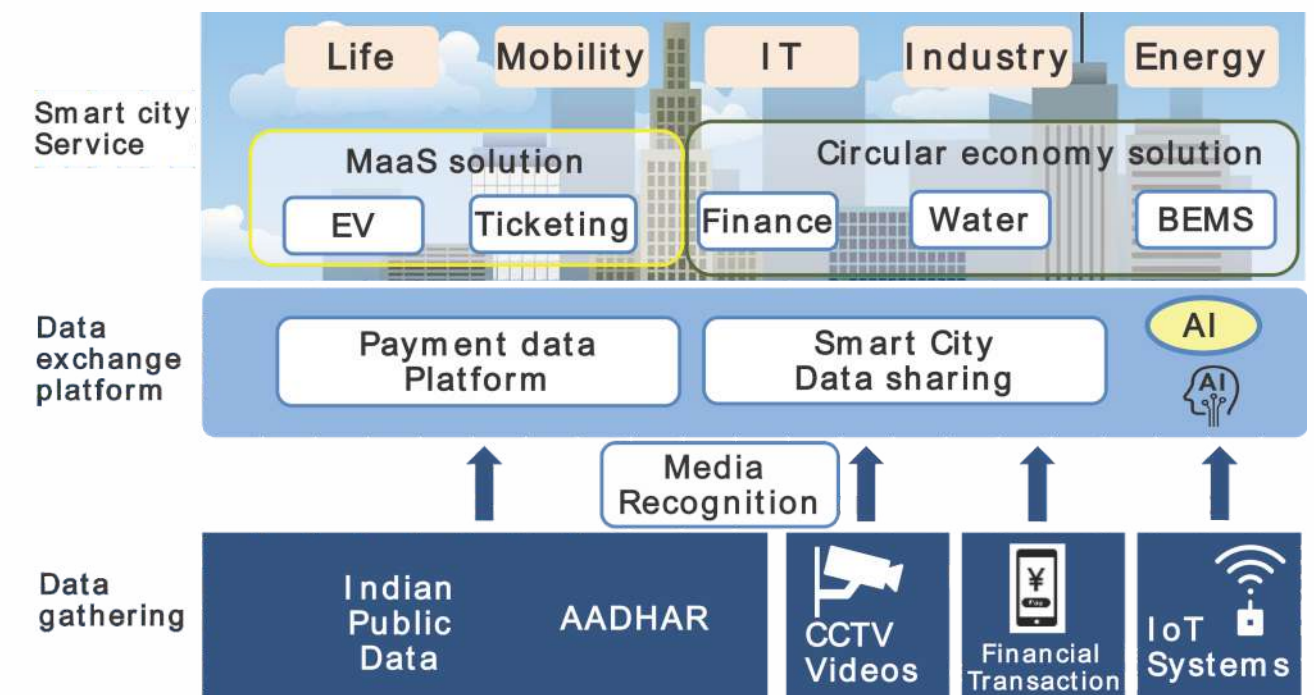 Life
Mobility
IT
Industry
Energy
Smart city
Service
MaaS solution
Circular economy solution
EV
Ticketing
Finance
Water
BEMS
Data
exchange
platform
Payment data
Platform
Smart City
Data sharing
AI
AI
Media
Recognition
Data
gathering
Indian
Public
Data
AADHAR
CCTV
Videos
¥
Pay
Financial
Transaction
IoT
Systems